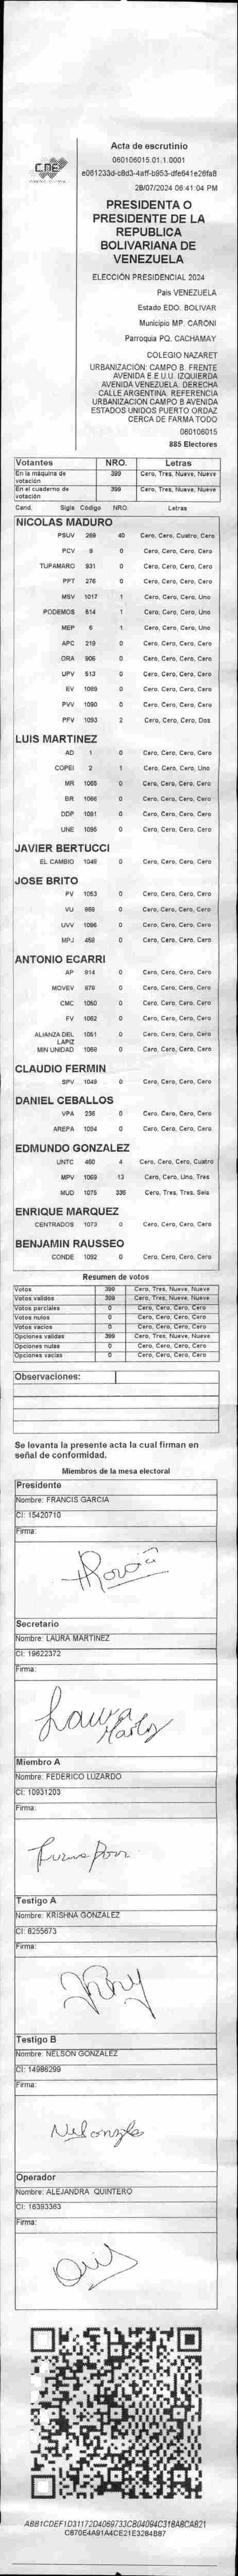 CNE
Acta de escrutinio
060106015.01.1.0001
e061233d-c8d3-4aff-b953-dfe641e26fa8
28/07/2024 06:41:04 PM
PRESIDENTA O
PRESIDENTE DE LA
REPUBLICA
BOLIVARIANA DE
VENEZUELA
ELECCIÓN PRESIDENCIAL 2024
Pais VENEZUELA
Estado EDO. BOLIVAR
Municipio MP. CARONI
Parroquia PQ. CACHAMAY
COLEGIO NAZARET
URBANIZACIÓN: CAMPO B. FRENTE
AVENIDA E.E.U.U. IZQUIERDA
AVENIDA VENEZUELA. DERECHA
CALLE ARGENTINA. REFERENCIA
URBANIZACION CAMPO B AVENIDA
ESTADOS UNIDOS PUERTO ORDAZ
CERCA DE FARMATODO
060106015
885 Electores
Votantes NRO. Letras
En la máquina de votación 399 Cero, Tres, Nueve, Nueve
En el cuaderno de votación 399 Cero, Tres, Nueve, Nueve
Cand. Sigla Código NRO. Letras
NICOLAS MADURO
PSUV 269 40 Cero, Cero, Cuatro, Cero
PCV 9 0 Cero, Cero, Cero, Cero
TUPAMARO 931 0 Cero, Cero, Cero, Cero
PPT 276 0 Cero, Cero, Cero, Cero
MSV 1017 1 Cero, Cero, Cero, Uno
PODEMOS 614 1 Cero, Cero, Cero, Uno
MEP 6 1 Cero, Cero, Cero, Uno
APC 219 0 Cero, Cero, Cero, Cero
ORA 906 0 Cero, Cero, Cero, Cero
UPV 513 0 Cero, Cero, Cero, Cero
EV 1089 0 Cero, Cero, Cero, Cero
PVV 1090 0 Cero, Cero, Cero, Cero
PFV 1093 2 Cero, Cero, Cero, Dos
LUIS MARTINEZ
AD 1 0 Cero, Cero, Cero, Cero
COPEI 2 1 Cero, Cero, Cero, Uno
MR 1065 0 Cero, Cero, Cero, Cero
BR 1066 0 Cero, Cero, Cero, Cero
DDP 1091 0 Cero, Cero, Cero, Cero
UNE 1095 0 Cero, Cero, Cero, Cero
JAVIER BERTUCCI
EL CAMBIO 1048 0 Cero, Cero, Cero, Cero
JOSE BRITO
PV 1053 0 Cero, Cero, Cero, Cero
VU 969 0 Cero, Cero, Cero, Cero
UVV 1096 0 Cero, Cero, Cero, Cero
MPJ 458 0 Cero, Cero, Cero, Cero
ANTONIO ECARRI
AP 914 0 Cero, Cero, Cero, Cero
MOVEV 979 0 Cero, Cero, Cero, Cero
CMC 1050 0 Cero, Cero, Cero, Cero
FV 1062 0 Cero, Cero, Cero, Cero
ALIANZA DEL LAPIZ 1051 0 Cero, Cero, Cero, Cero
MIN UNIDAD 1068 0 Cero, Cero, Cero, Cero
CLAUDIO FERMIN
SPV 1049 0 Cero, Cero, Cero, Cero
DANIEL CEBALLOS
VPA 236 0 Cero, Cero, Cero, Cero
AREPA 1094 0 Cero, Cero, Cero, Cero
EDMUNDO GONZALEZ
UNTC 460 4 Cero, Cero, Cero, Cuatro
MPV 1069 13 Cero, Cero, Uno, Tres
MUD 1075 336 Cero, Tres, Tres, Seis
ENRIQUE MARQUEZ
CENTRADOS 1073 0 Cero, Cero, Cero, Cero
BENJAMIN RAUSSEO
CONDE 1092 0 Cero, Cero, Cero, Cero
Resumen de votos
Votos 399 Cero, Tres, Nueve, Nueve
Votos validos 399 Cero, Tres, Nueve, Nueve
Votos parciales 0 Cero, Cero, Cero, Cero
Votos nulos 0 Cero, Cero, Cero, Cero
Votos vacios 0 Cero, Cero, Cero, Cero
Opciones validas 399 Cero, Tres, Nueve, Nueve
Opciones nulas 0 Cero, Cero, Cero, Cero
Opciones vacias 0 Cero, Cero, Cero, Cero
Observaciones:
Se levanta la presente acta la cual firman en
señal de conformidad.
Miembros de la mesa electoral
Presidente
Nombre: FRANCIS GARCIA
CI: 15420710
Firma:
Secretario
Nombre: LAURA MARTINEZ
CI: 19622372
Firma:
Laura
Miembro A
Nombre: FEDERICO LUZARDO
CI: 10931203
Firma:
Testigo A
Nombre: KRISHNA GONZALEZ
CI: 8255673
Firma:
Testigo B
Nombre: NELSON GONZALEZ
CI: 14986299
Firma:
Operador
Nombre: ALEJANDRA QUINTERO
CI: 16393363
Firma:
ABB1CDEF1D31172D4069733CB04094C318A8CA821
C870E4A91A4CE21E3284B87